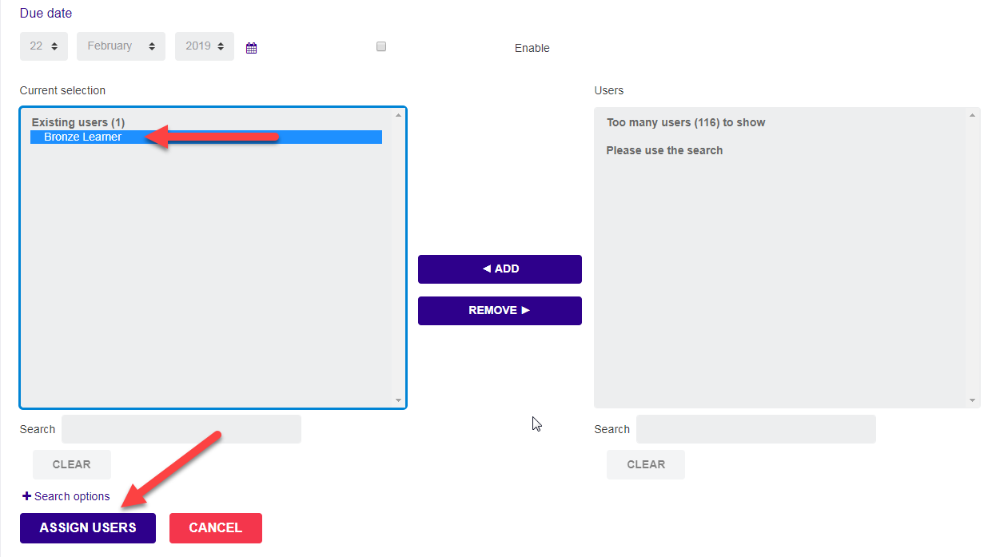 Due date
22 February 2019 Enable
Current selection Users
Existing users (1)
Bronze Learner
Too many users (116) to show
Please use the search
◄ ADD
REMOVE ►
Search Search
CLEAR CLEAR
+ Search options
ASSIGN USERS CANCEL